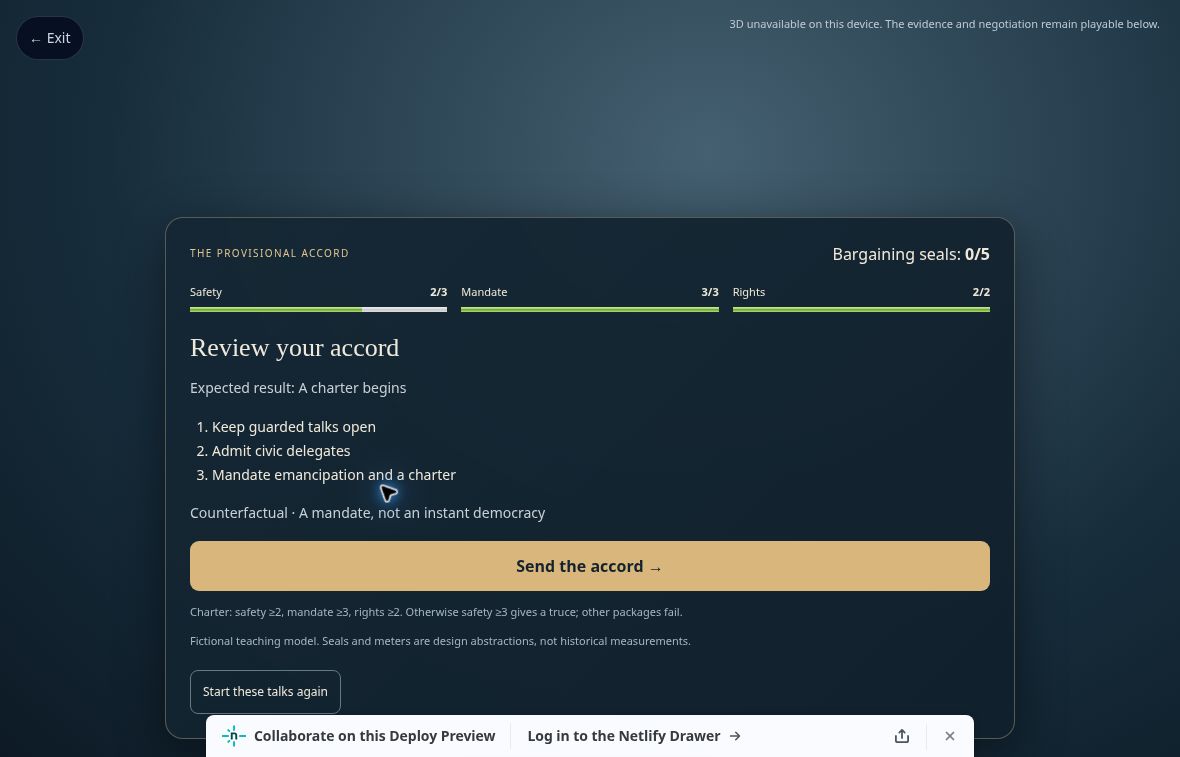 ← Exit
3D unavailable on this device. The evidence and negotiation remain playable below.
THE PROVISIONAL ACCORD
Bargaining seals: 0/5
Safety 2/3
Mandate 3/3
Rights 2/2
Review your accord
Expected result: A charter begins
1. Keep guarded talks open
2. Admit civic delegates
3. Mandate emancipation and a charter
Counterfactual · A mandate, not an instant democracy
Send the accord →
Charter: safety ≥2, mandate ≥3, rights ≥2. Otherwise safety ≥3 gives a truce; other packages fail.
Fictional teaching model. Seals and meters are design abstractions, not historical measurements.
Start these talks again
Collaborate on this Deploy Preview
Log in to the Netlify Drawer →